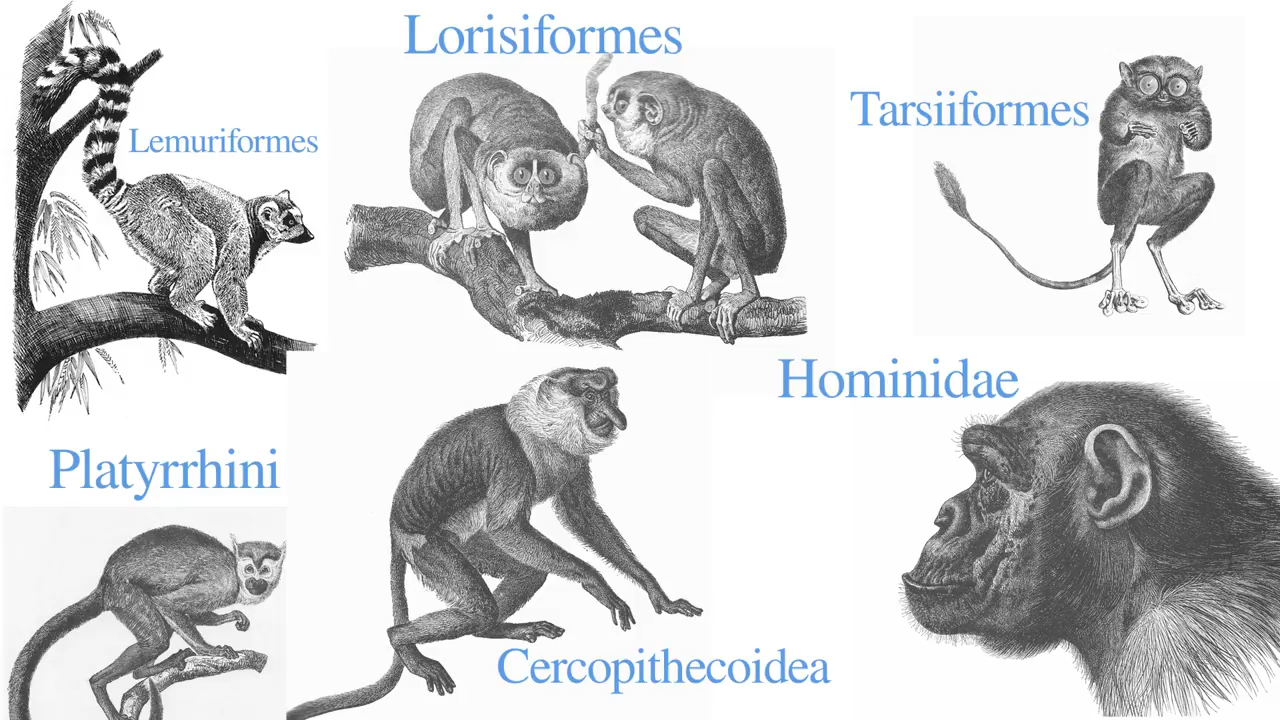 Lorisiformes
Tarsiiformes
Lemuriformes
Hominidae
Platyrrhini
Cercopithecoidea